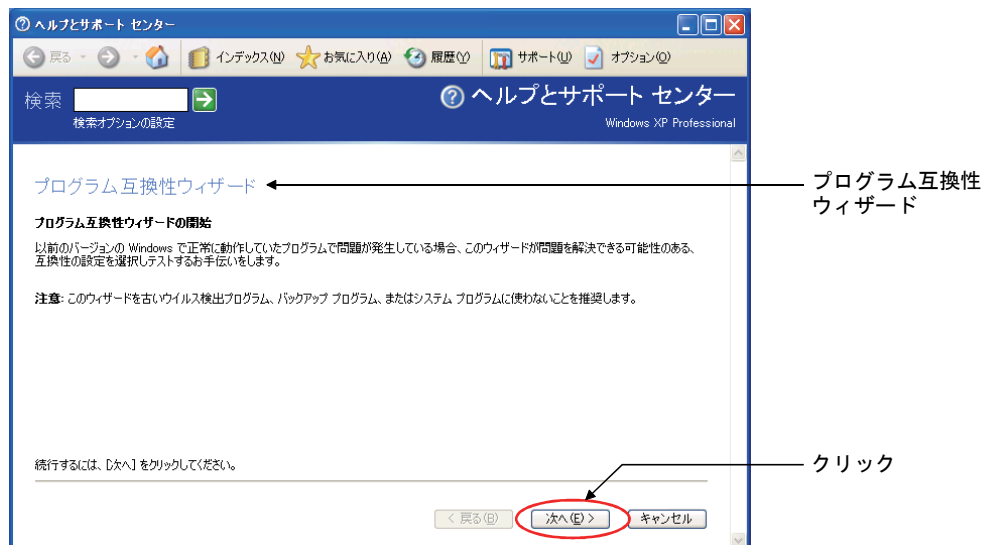 ヘルプとサポート センター
戻る インデックス(N) お気に入り(A) 履歴(Y) サポート(U) オプション(O)
検索
検索オプションの設定
ヘルプとサポート センター
Windows XP Professional
プログラム互換性ウィザード
プログラム互換性
ウィザード
プログラム互換性ウィザードの開始
以前のバージョンの Windows で正常に動作していたプログラムで問題が発生している場合、このウィザードが問題を解決できる可能性のある、
互換性の設定を選択しテストするお手伝いをします。
注意: このウィザードを古いウイルス検出プログラム、バックアップ プログラム、またはシステム プログラムに使わないことを推奨します。
続行するには、[次へ] をクリックしてください。
クリック
< 戻る(B) 次へ(E) > キャンセル